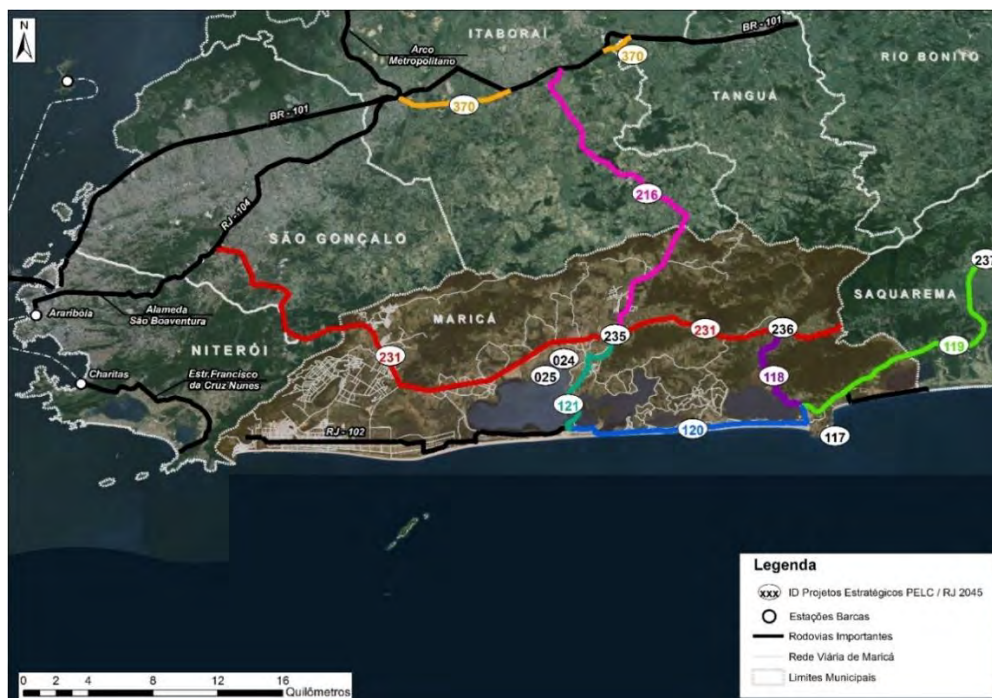 N
ITABORAÍ
BR-101
Arco
Metropolitano
370
RIO BONITO
370
TANGUÁ
BR-101
216
RJ-104
SÃO GONÇALO
237
SAQUAREMA
Araribóia
Alameda
São Boaventura
MARICÁ
235
231
236
119
NITERÓI
231
024
025
118
Charitas
Estr.Francisco
da Cruz Nunes
121
RJ-102
120
117
Legenda
xxx ID Projetos Estratégicos PELC / RJ 2045
Estações Barcas
Rodovias Importantes
Rede Viária de Maricá
Limites Municipais
0 2 4 8 12 16
Quilômetros